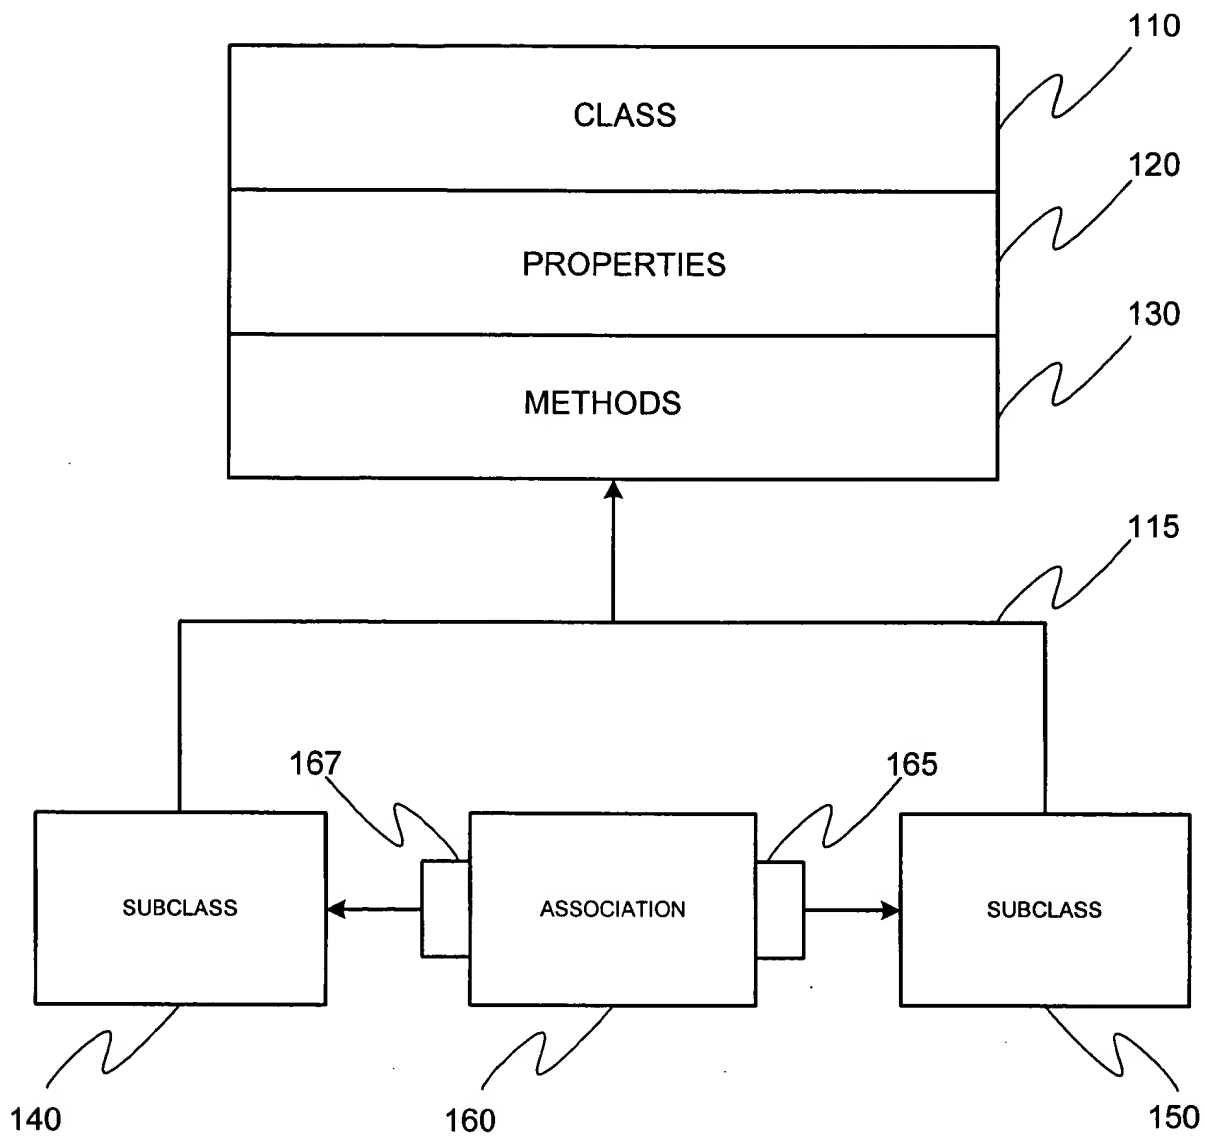 110
CLASS
120
PROPERTIES
130
METHODS
115
167
165
SUBCLASS
ASSOCIATION
SUBCLASS
140
160
150